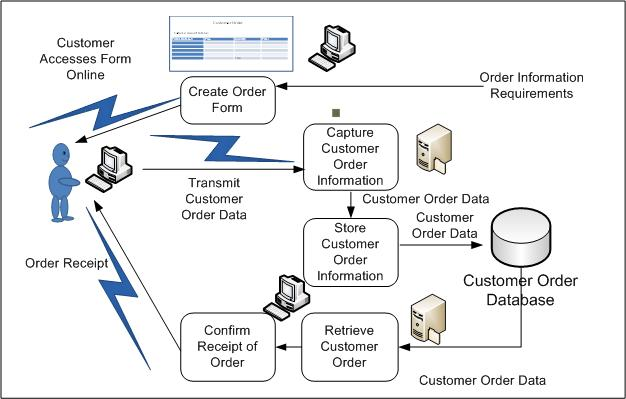 Customer Order
Customer
Accesses Form
Online
Create Order
Form
Order Information
Requirements
Capture
Customer
Order
Information
Transmit
Customer
Order Data
Customer Order Data
Customer
Order Data
Store
Customer
Order
Information
Order Receipt
Customer Order
Database
Confirm
Receipt of
Order
Retrieve
Customer
Order
Customer Order Data